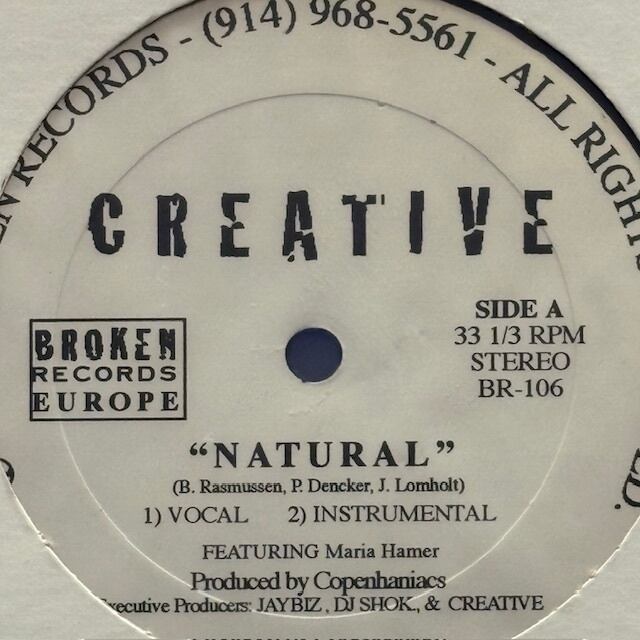 RECORDS - (914) 968-5561 - ALL RIGHTS
CREATIVE
SIDE A
33 1/3 RPM
STEREO
BR-106
BROKEN
RECORDS
EUROPE
“NATURAL”
(B. Rasmussen, P. Dencker, J. Lomholt)
1) VOCAL 2) INSTRUMENTAL
FEATURING Maria Hamer
Produced by Copenhaniacs
Executive Producers: JAYBIZ, DJ SHOK, & CREATIVE